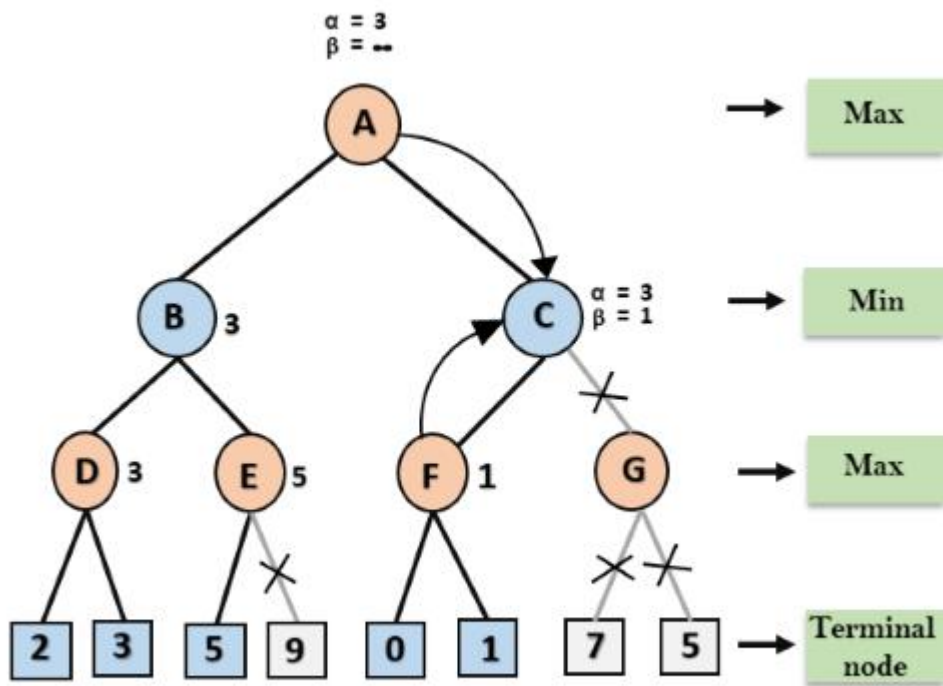 α = 3
β = ∞
A
Max
B
3
C
α = 3
β = 1
Min
D
3
E
5
F
1
G
Max
2
3
5
9
0
1
7
5
Terminal
node